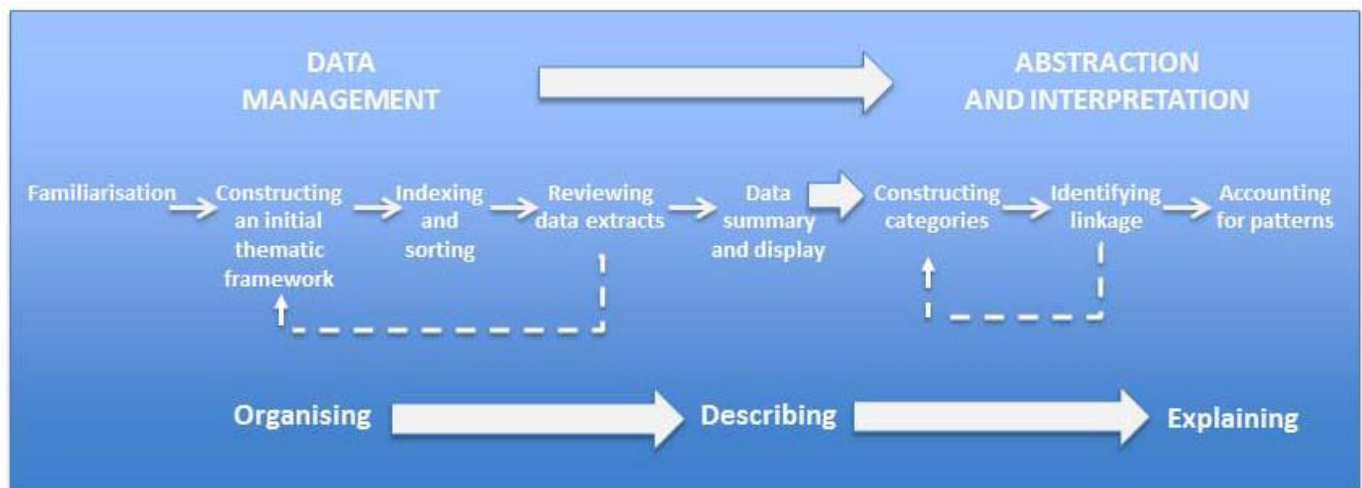 DATA
MANAGEMENT
ABSTRACTION
AND INTERPRETATION
Familiarisation
Constructing
an initial
thematic
framework
Indexing
and
sorting
Reviewing
data extracts
Data
summary
and display
Constructing
categories
Identifying
linkage
Accounting
for patterns
Organising
Describing
Explaining